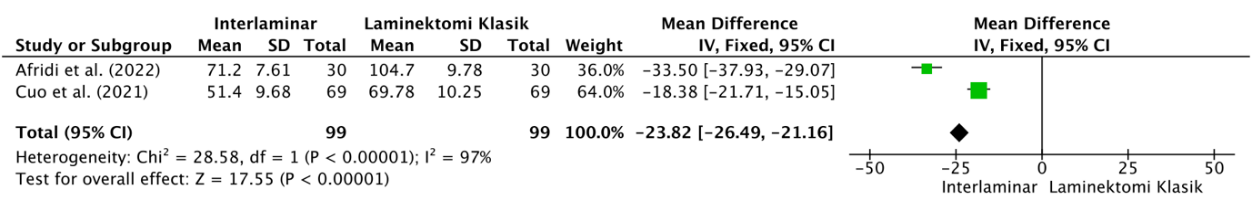 Interlaminar Laminektomi Klasik Mean Difference Mean Difference
Study or Subgroup Mean SD Total Mean SD Total Weight IV, Fixed, 95% CI IV, Fixed, 95% CI
Afridi et al. (2022) 71.2 7.61 30 104.7 9.78 30 36.0% −33.50 [−37.93, −29.07]
Cuo et al. (2021) 51.4 9.68 69 69.78 10.25 69 64.0% −18.38 [−21.71, −15.05]
Total (95% CI) 99 99 100.0% −23.82 [−26.49, −21.16]
Heterogeneity: Chi² = 28.58, df = 1 (P < 0.00001); I² = 97%
Test for overall effect: Z = 17.55 (P < 0.00001)
−50 −25 0 25 50
Interlaminar Laminektomi Klasik